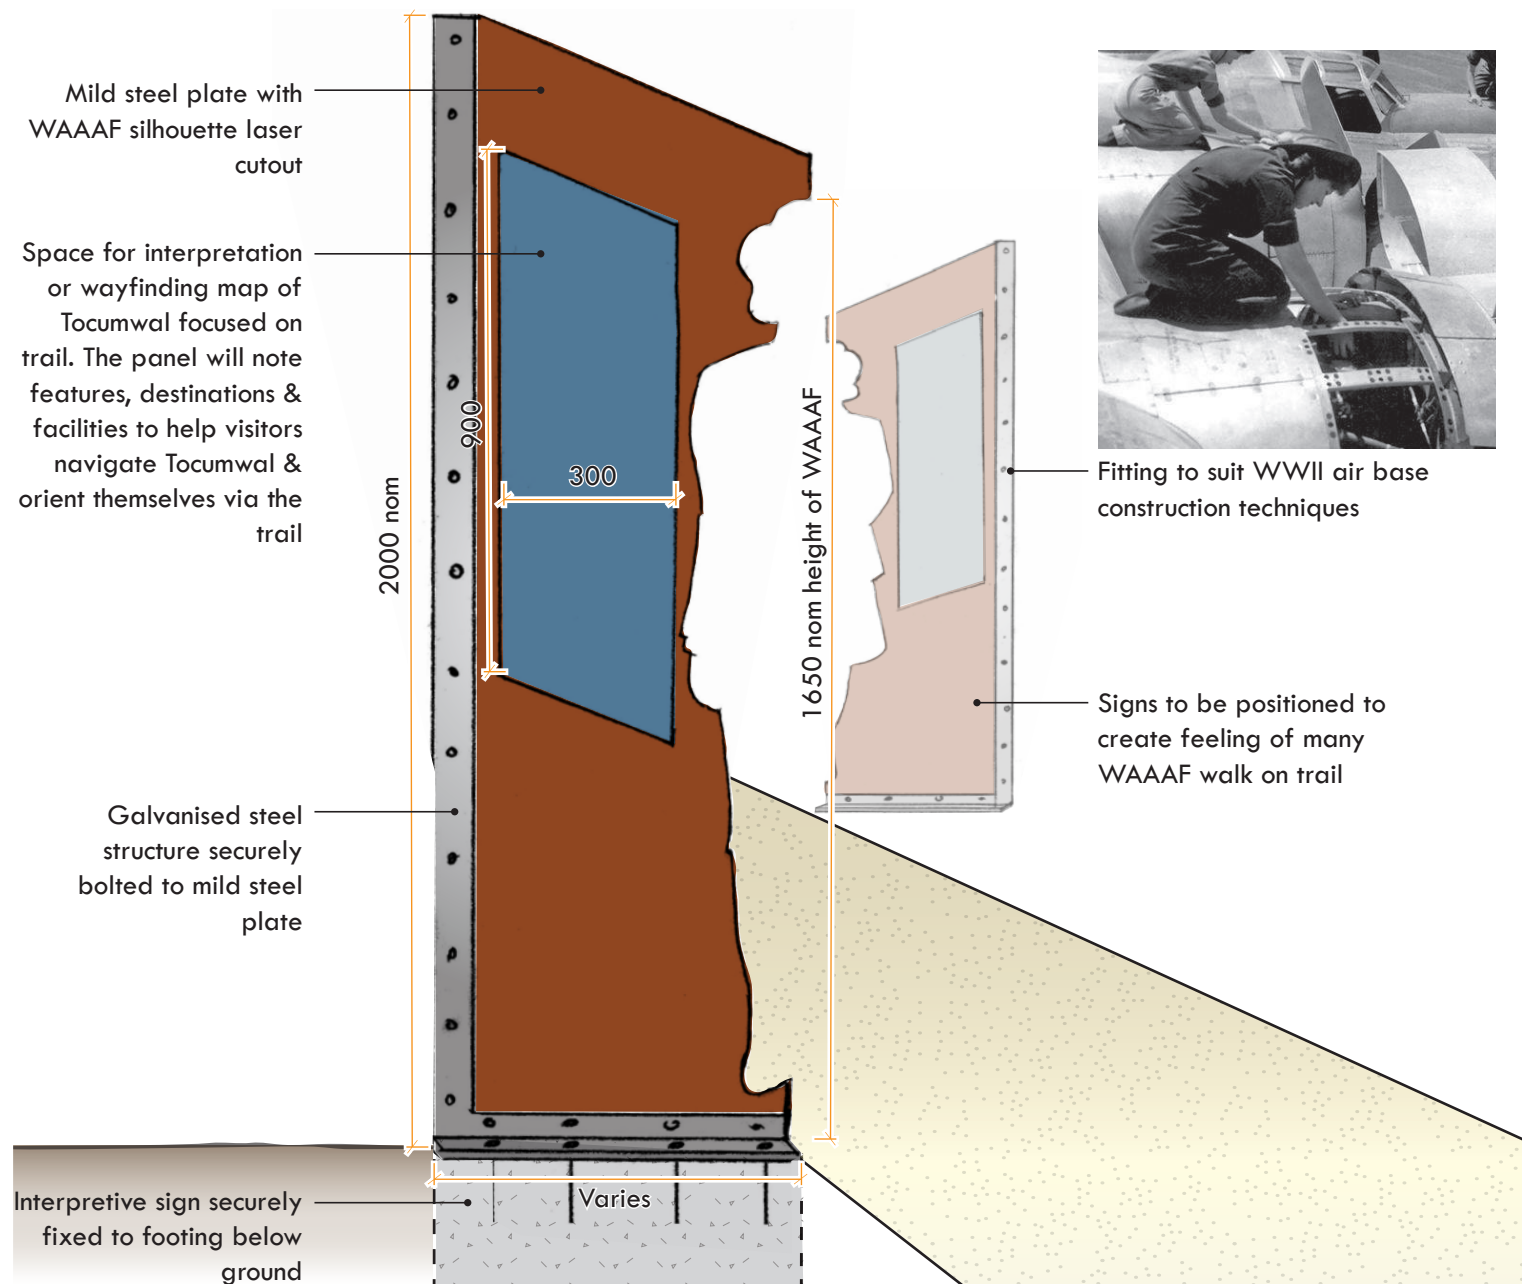 Mild steel plate with
WAAAF silhouette laser
cutout
Space for interpretation
or wayfinding map of
Tocumwal focused on
trail. The panel will note
features, destinations &
facilities to help visitors
navigate Tocumwal &
orient themselves via the
trail
Galvanised steel
structure securely
bolted to mild steel
plate
Interpretive sign securely
fixed to footing below
ground
2000 nom
900
300
1650 nom height of WAAAF
Varies
Fitting to suit WWII air base
construction techniques
Signs to be positioned to
create feeling of many
WAAAF walk on trail